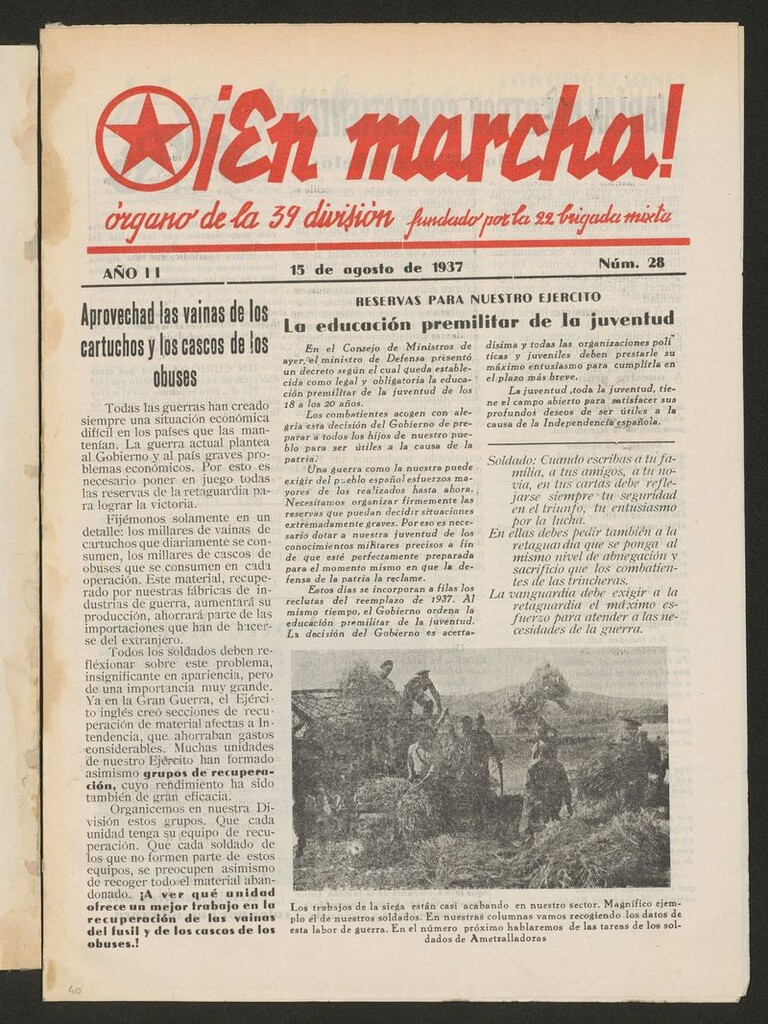 ¡En marcha!
órgano de la 39 división fundado por la 22 brigada mixta
AÑO II
15 de agosto de 1937
Núm. 28
Aprovechad las vainas de los
cartuchos y los cascos de los
obuses
Todas las guerras han creado
siempre una situación económica
difícil en los países que las man-
tenían. La guerra actual plantea
al Gobierno y al país graves pro-
blemas económicos. Por esto es
necesario poner en juego todas
las reservas de la retaguardia pa-
ra lograr la victoria.
Fijémonos solamente en un
detalle: los millares de vainas de
cartuchos que diariamente se con-
sumen, los millares de cascos de
obuses que se consumen en cada
operación. Este material, recupe-
rado por nuestras fábricas de in-
dustrias de guerra, aumentará su
producción, ahorrará parte de las
importaciones que han de hacer-
se del extranjero.
Todos los soldados deben re-
flexionar sobre este problema,
insignificante en apariencia, pero
de una importancia muy grande.
Ya en la Gran Guerra, el Ejérci-
to inglés creó secciones de recu-
peración de material afectas a In-
tendencia, que ahorraban gastos
considerables. Muchas unidades
de nuestro Ejército han formado
asimismo grupos de recupera-
ción, cuyo rendimiento ha sido
también de gran eficacia.
Organicemos en nuestra Di-
visión estos grupos. Que cada
unidad tenga su equipo de recu-
peración. Que cada soldado de
los que no formen parte de estos
equipos, se preocupen asimismo
de recoger todo el material aban-
donado. ¡A ver qué unidad
ofrece un mejor trabajo en la
recuperación de las vainas
del fusil y de los cascos de los
obuses.!
RESERVAS PARA NUESTRO EJERCITO
La educación premilitar de la juventud
En el Consejo de Ministros de
ayer, el ministro de Defensa presentó
un decreto según el cual queda estable-
cida como legal y obligatoria la educa-
ción premilitar de la juventud de los
18 a los 20 años.
Los combatientes acogen con ale-
gria esta decisión del Gobierno de pre-
parar a todos los hijos de nuestro pue-
blo para ser útiles a la causa de la
patria.
Una guerra como la nuestra puede
exigir del pueblo español esfuerzos ma-
yores de los realizados hasta ahora.
Necesitamos organizar firmemente las
reservas que puedan decidir situaciones
extremadamente graves. Por eso es nece-
sario dotar a nuestra juventud de los
conocimientos militares precisos a fin
de que esté perfectamente preparada
para el momento mismo en que la de-
fensa de la patria la reclame.
Estos días se incorporan a filas los
reclutas del reemplazo de 1937. Al
mismo tiempo, el Gobierno ordena la
educación premilitar de la juventud.
La decisión del Gobierno es acerta-
dísima y todas las organizaciones polí-
ticas y juveniles deben prestarle su
máximo entusiasmo para cumplirla en
el plazo más breve.
La juventud ,toda la juventud, tie-
ne el campo abierto para satisfacer sus
profundos deseos de ser útiles a la
causa de la Independencia española.
Soldado: Cuando escribas a tu fa-
milia, a tus amigos, a tu no-
via, en tus cartas debe refle-
jarse siempre tu seguridad
en el triunfo, tu entusiasmo
por la lucha.
En ellas debes pedir también a la
retaguardia que se ponga al
mismo nivel de abnegación y
sacrificio que los combatien-
tes de las trincheras.
La vanguardia debe exigir a la
retaguardia el máximo es-
fuerzo para atender a las ne-
cesidades de la guerra.
Los trabajos de la siega están casi acabando en nuestro sector. Magnífico ejem-
plo él de nuestros soldados. En nuestras columnas vamos recogiendo los datos de
esta labor de guerra. En el número próximo hablaremos de las tareas de los sol-
dados de Ametralladoras
40